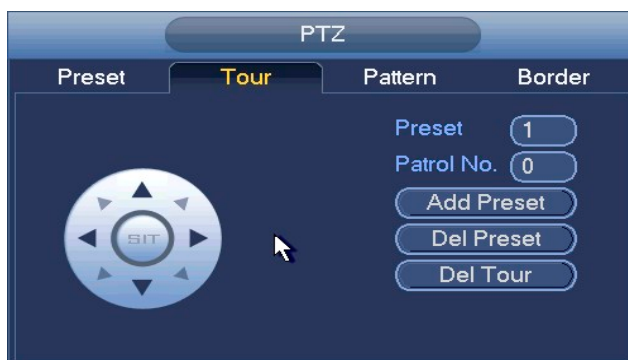 PTZ
Preset Tour Pattern Border
Preset 1
Patrol No. 0
Add Preset
SIT
Del Preset
Del Tour